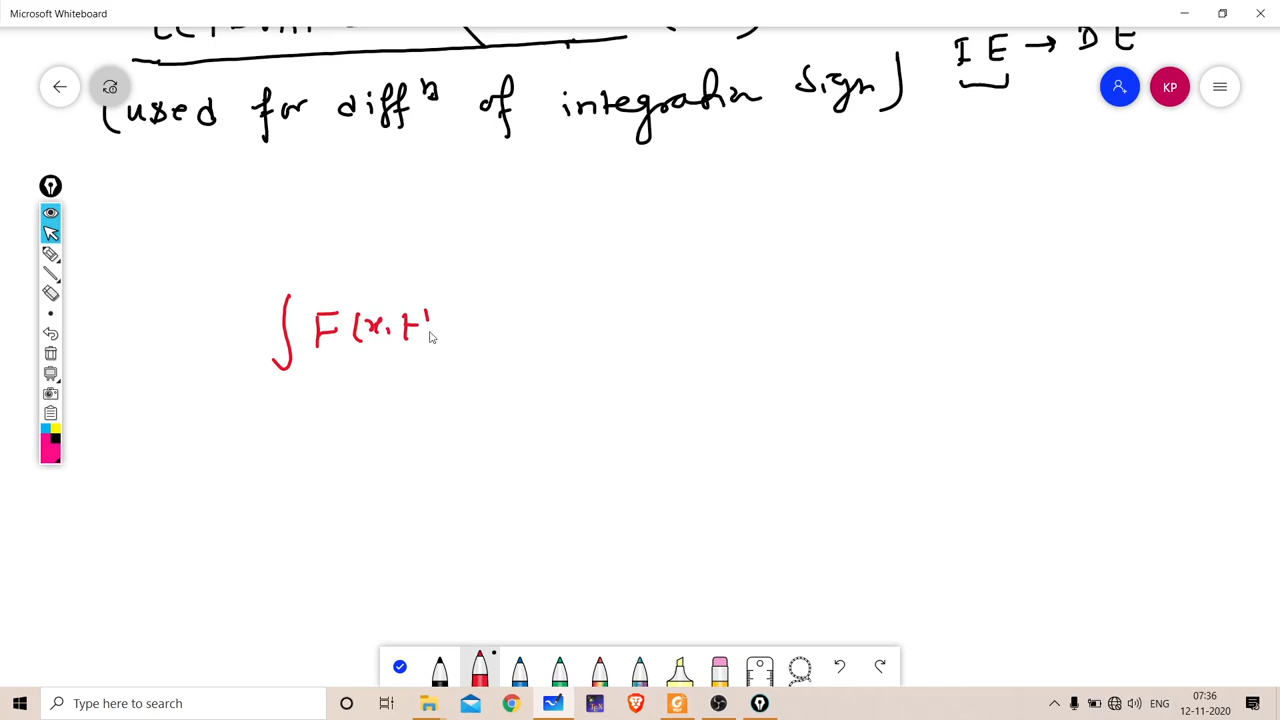 Microsoft Whiteboard
I E → D E
(used for diffⁿ of integration sign)
KP
∫ F(x,t
Type here to search
ENG
07:36
12-11-2020